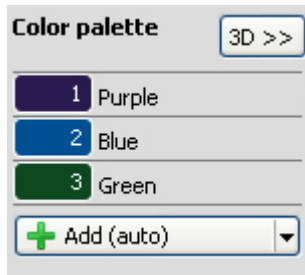 Color palette
3D >>
1 Purple
2 Blue
3 Green
Add (auto)